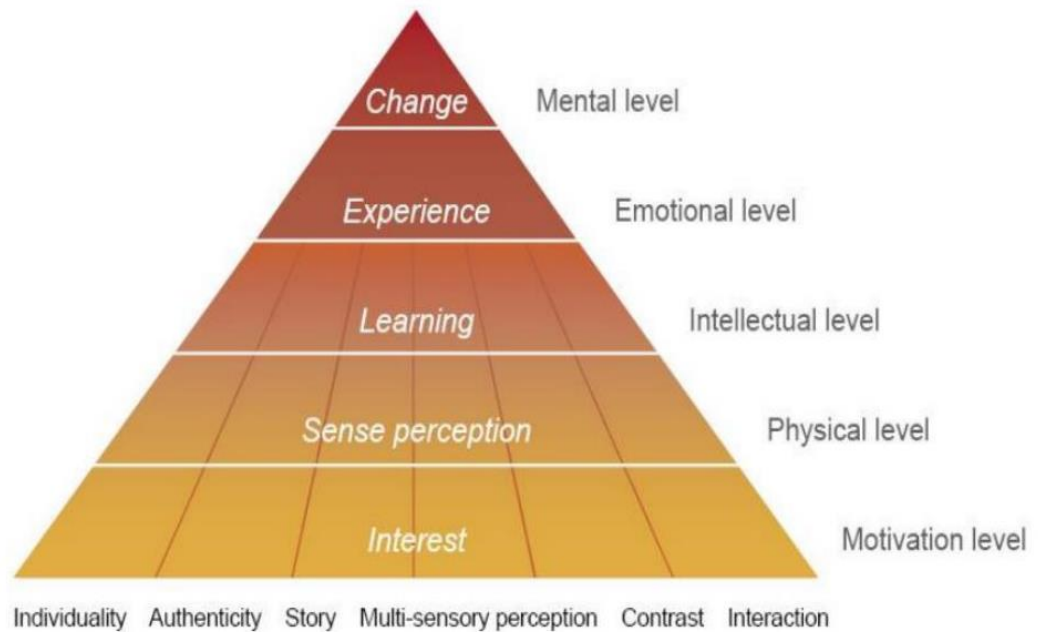 Change Mental level
Experience Emotional level
Learning Intellectual level
Sense perception Physical level
Interest Motivation level
Individuality Authenticity Story Multi-sensory perception Contrast Interaction